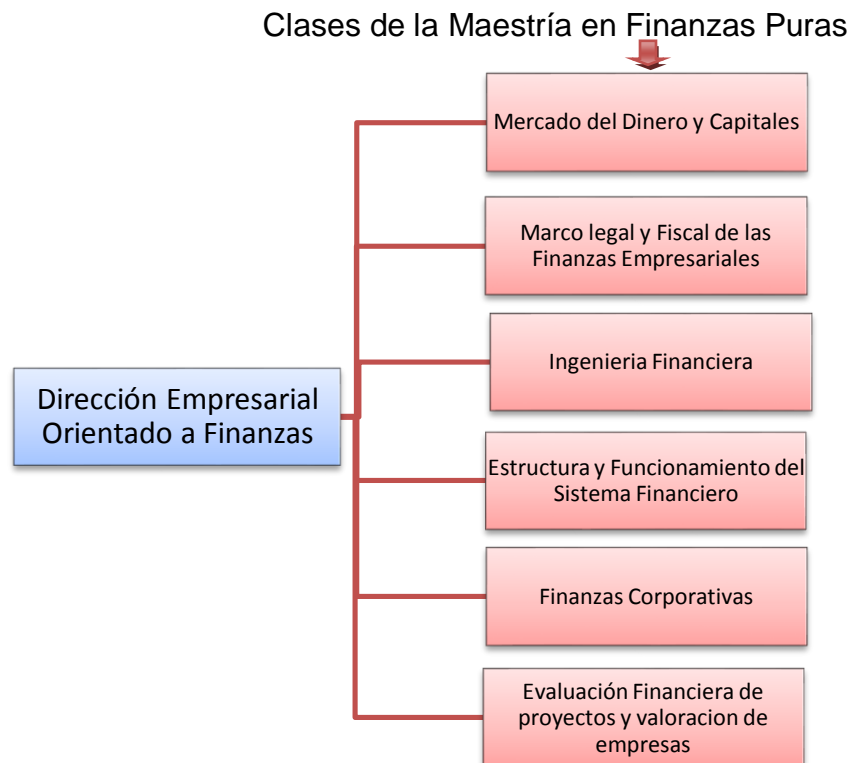 Clases de la Maestría en Finanzas Puras
Mercado del Dinero y Capitales
Marco legal y Fiscal de las
Finanzas Empresariales
Ingenieria Financiera
Dirección Empresarial
Orientado a Finanzas
Estructura y Funcionamiento del
Sistema Financiero
Finanzas Corporativas
Evaluación Financiera de
proyectos y valoracion de
empresas